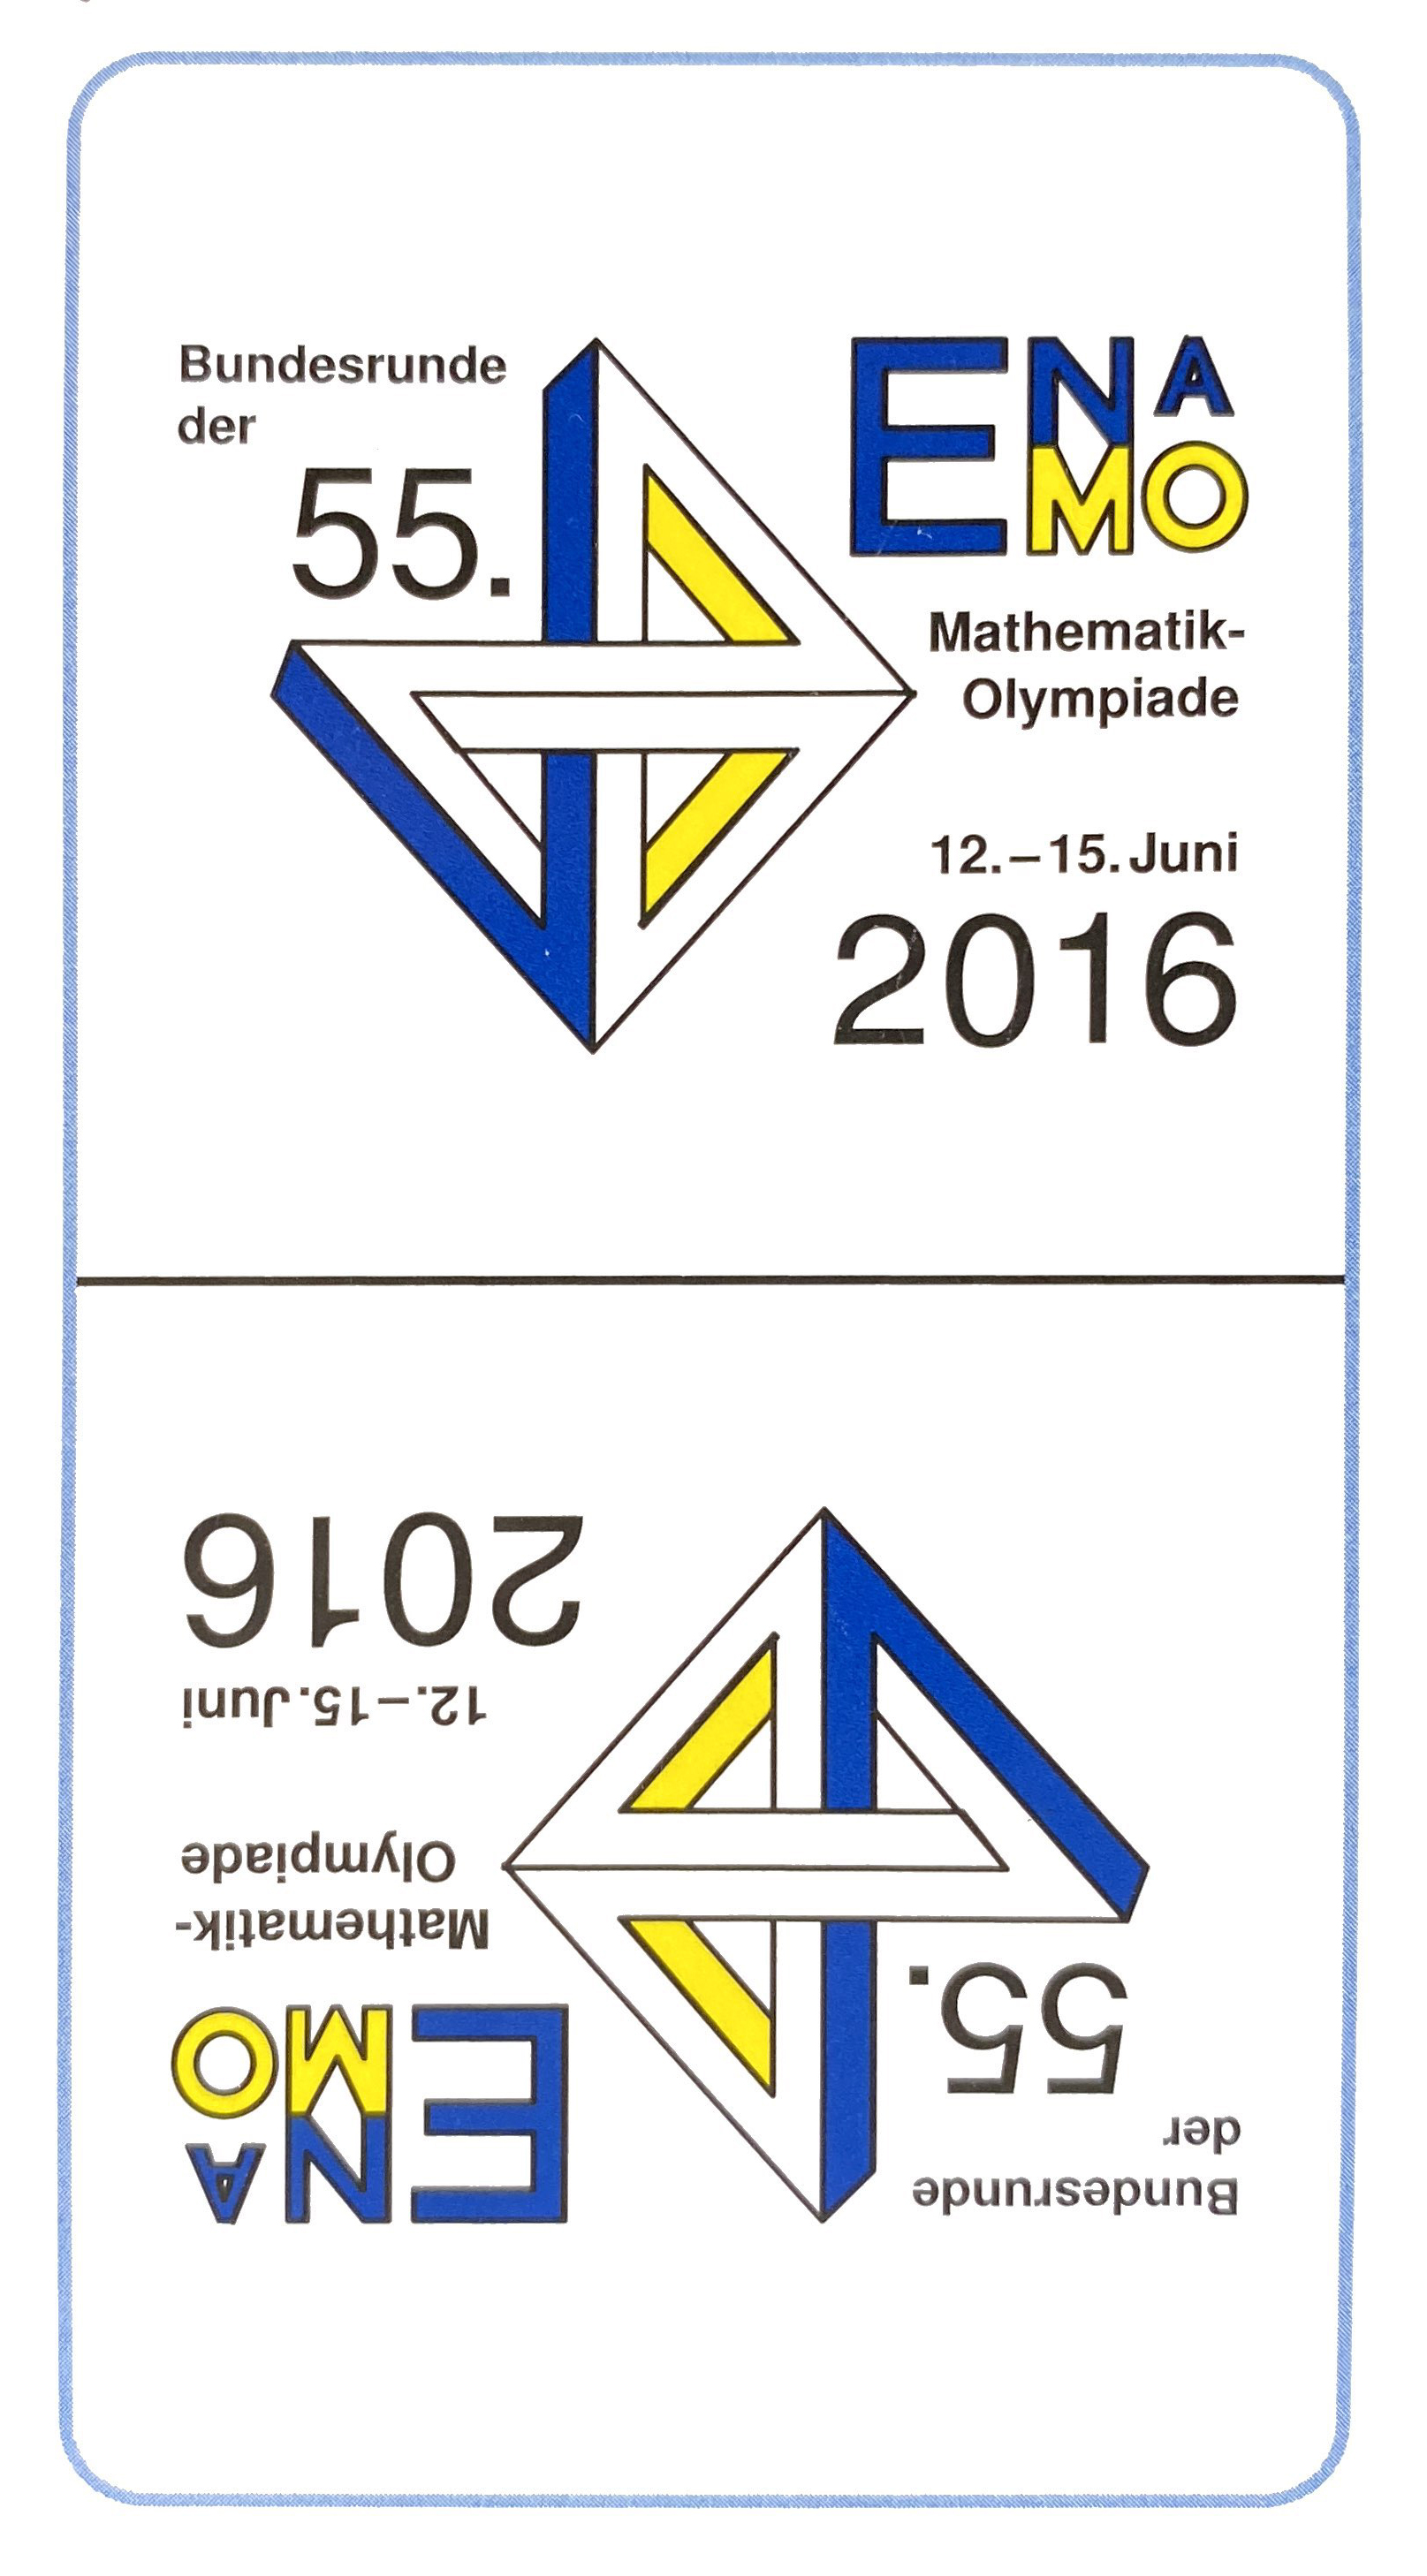 Bundesrunde
der
55.
ENA
MO
Mathematik-
Olympiade
12.–15. Juni
2016
Bundesrunde
der
55.
ENA
MO
Mathematik-
Olympiade
12.–15. Juni
2016